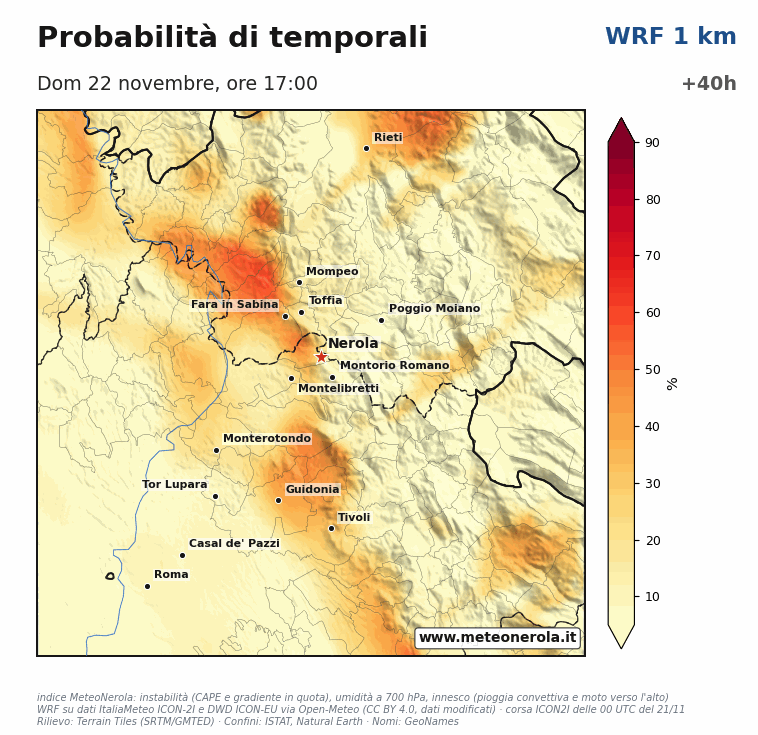 Probabilità di temporali
WRF 1 km
Dom 22 novembre, ore 17:00
+40h
Rieti
Mompeo
Toffia
Fara in Sabina
Poggio Moiano
Nerola
Montorio Romano
Montelibretti
Monterotondo
Tor Lupara
Guidonia
Tivoli
Casal de' Pazzi
Roma
www.meteonerola.it
90
80
70
60
50
40
30
20
10
%
indice MeteoNerola: instabilità (CAPE e gradiente in quota), umidità a 700 hPa, innesco (pioggia convettiva e moto verso l'alto)
WRF su dati ItaliaMeteo ICON-2I e DWD ICON-EU via Open-Meteo (CC BY 4.0, dati modificati) · corsa ICON2I delle 00 UTC del 21/11
Rilievo: Terrain Tiles (SRTM/GMTED) · Confini: ISTAT, Natural Earth · Nomi: GeoNames